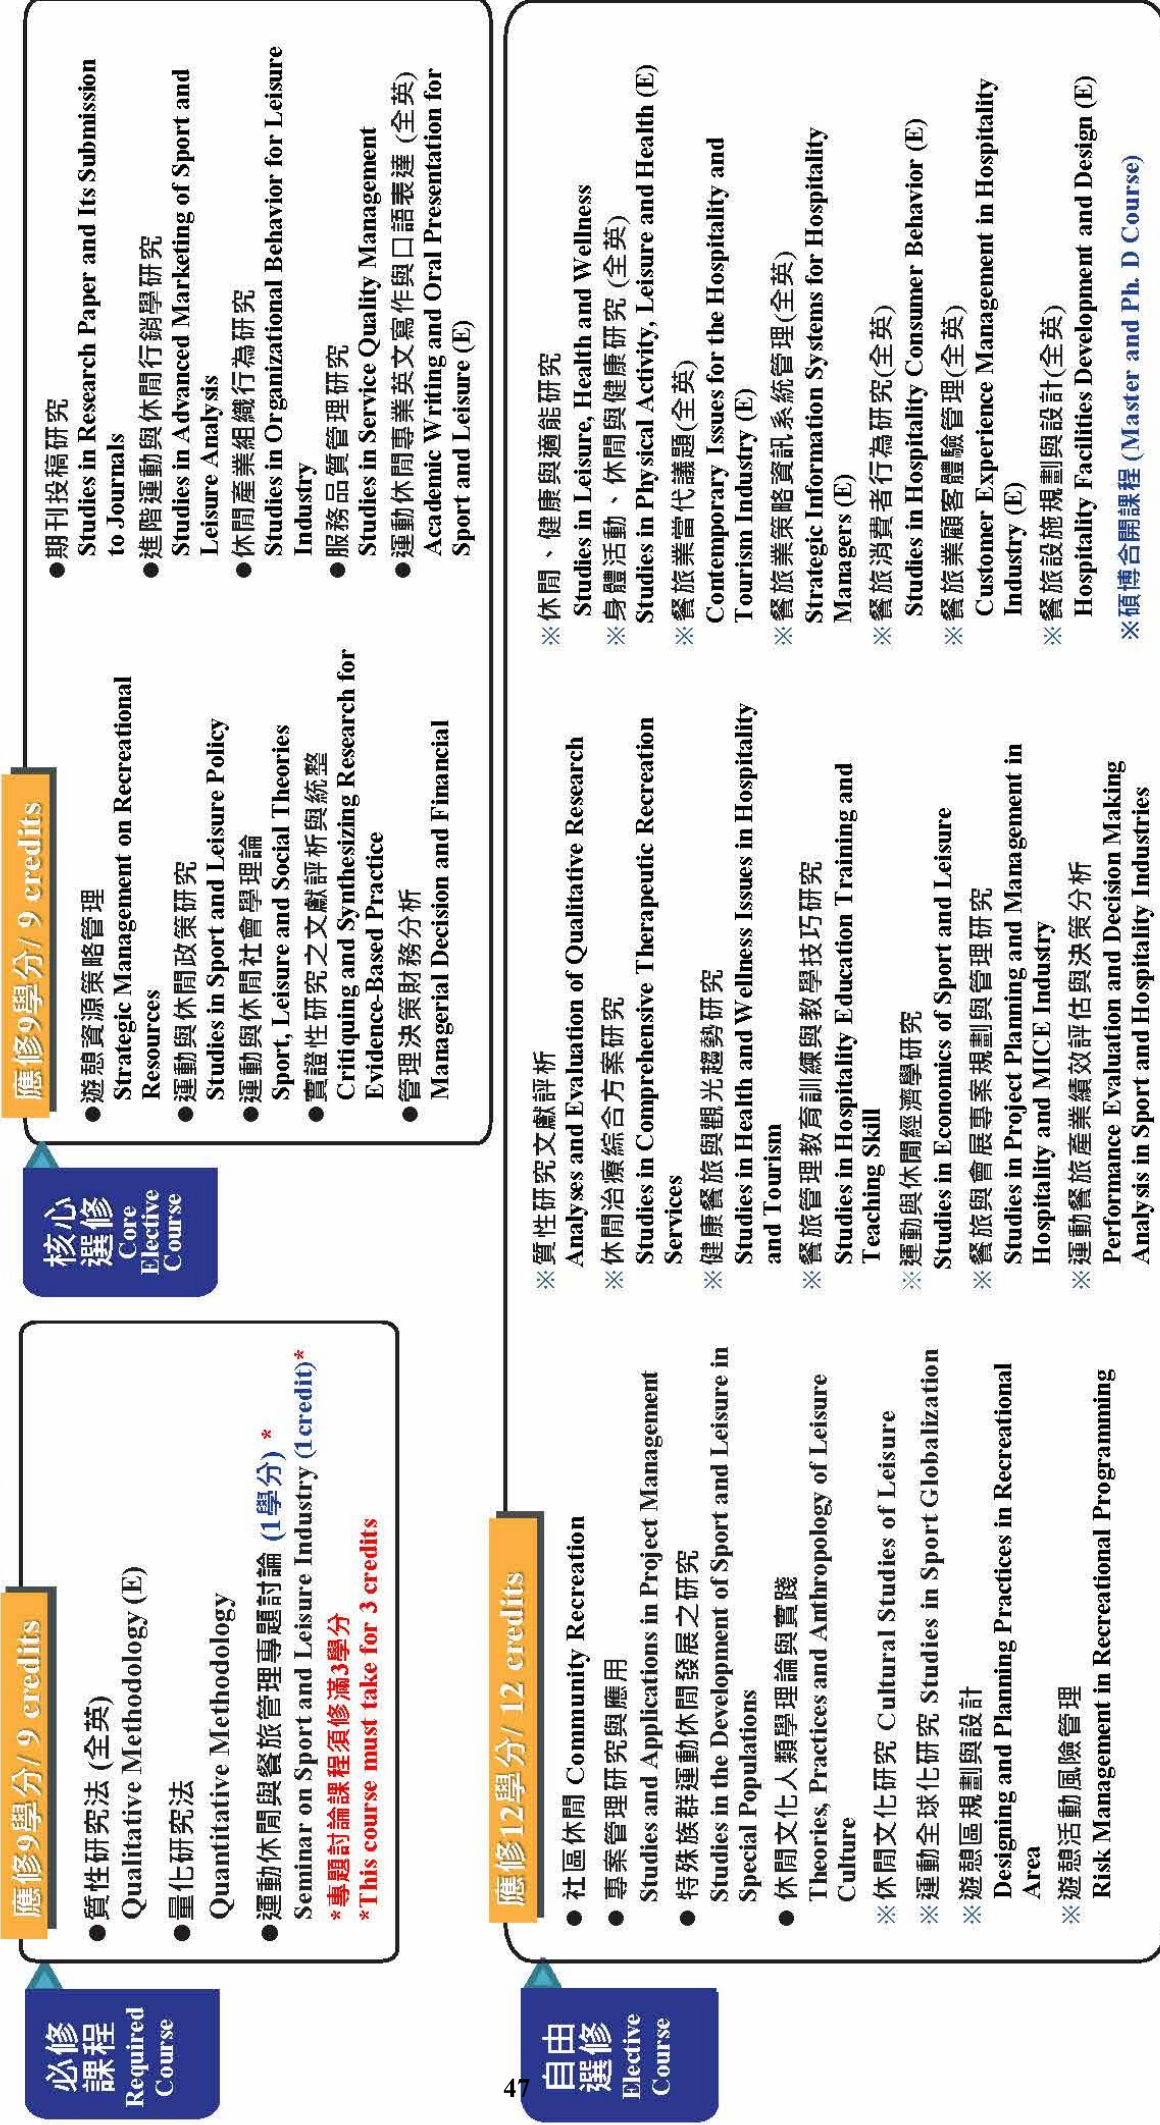 必修
課程
Required
Course
應修9學分/ 9 credits
●質性研究法 (全英)
Qualitative Methodology (E)
●量化研究法
Quantitative Methodology
●運動休閒與餐旅管理專題討論 (1學分) *
Seminar on Sport and Leisure Industry (1credit)*
*專題討論課程須修滿3學分
*This course must take for 3 credits
核心
選修
Core
Elective
Course
應修9學分/ 9 credits
●遊憩資源策略管理
Strategic Management on Recreational
Resources
●運動與休閒政策研究
Studies in Sport and Leisure Policy
●運動與休閒社會學理論
Sport, Leisure and Social Theories
●實證性研究之文獻評析與統整
Critiquing and Synthesizing Research for
Evidence-Based Practice
●管理決策財務分析
Managerial Decision and Financial
●期刊投稿研究
Studies in Research Paper and Its Submission
to Journals
●進階運動與休閒行銷學研究
Studies in Advanced Marketing of Sport and
Leisure Analysis
●休閒產業組織行為研究
Studies in Organizational Behavior for Leisure
Industry
●服務品質管理研究
Studies in Service Quality Management
●運動休閒專業英文寫作與口語表達 (全英)
Academic Writing and Oral Presentation for
Sport and Leisure (E)
自由
選修
Elective
Course
應修12學分/ 12 credits
● 社區休閒 Community Recreation
● 專案管理研究與應用
Studies and Applications in Project Management
● 特殊族群運動休閒發展之研究
Studies in the Development of Sport and Leisure in
Special Populations
● 休閒文化人類學理論與實踐
Theories, Practices and Anthropology of Leisure
Culture
※休閒文化研究 Cultural Studies of Leisure
※運動全球化研究 Studies in Sport Globalization
※遊憩區規劃與設計
Designing and Planning Practices in Recreational
Area
※遊憩活動風險管理
Risk Management in Recreational Programming
※質性研究文獻評析
Analyses and Evaluation of Qualitative Research
※休閒治療綜合方案研究
Studies in Comprehensive Therapeutic Recreation
Services
※健康餐旅與觀光趨勢研究
Studies in Health and Wellness Issues in Hospitality
and Tourism
※餐旅管理教育訓練與教學技巧研究
Studies in Hospitality Education Training and
Teaching Skill
※運動與休閒經濟學研究
Studies in Economics of Sport and Leisure
※餐旅與會展專案規劃與管理研究
Studies in Project Planning and Management in
Hospitality and MICE Industry
※運動餐旅產業績效評估與決策分析
Performance Evaluation and Decision Making
Analysis in Sport and Hospitality Industries
※休閒、健康與適能研究
Studies in Leisure, Health and Wellness
※身體活動、休閒與健康研究 (全英)
Studies in Physical Activity, Leisure and Health (E)
※餐旅業當代議題(全英)
Contemporary Issues for the Hospitality and
Tourism Industry (E)
※餐旅業策略資訊系統管理(全英)
Strategic Information Systems for Hospitality
Managers (E)
※餐旅消費者行為研究(全英)
Studies in Hospitality Consumer Behavior (E)
※餐旅業顧客體驗管理(全英)
Customer Experience Management in Hospitality
Industry (E)
※餐旅設施規劃與設計(全英)
Hospitality Facilities Development and Design (E)
※碩博合開課程 (Master and Ph. D Course)
47